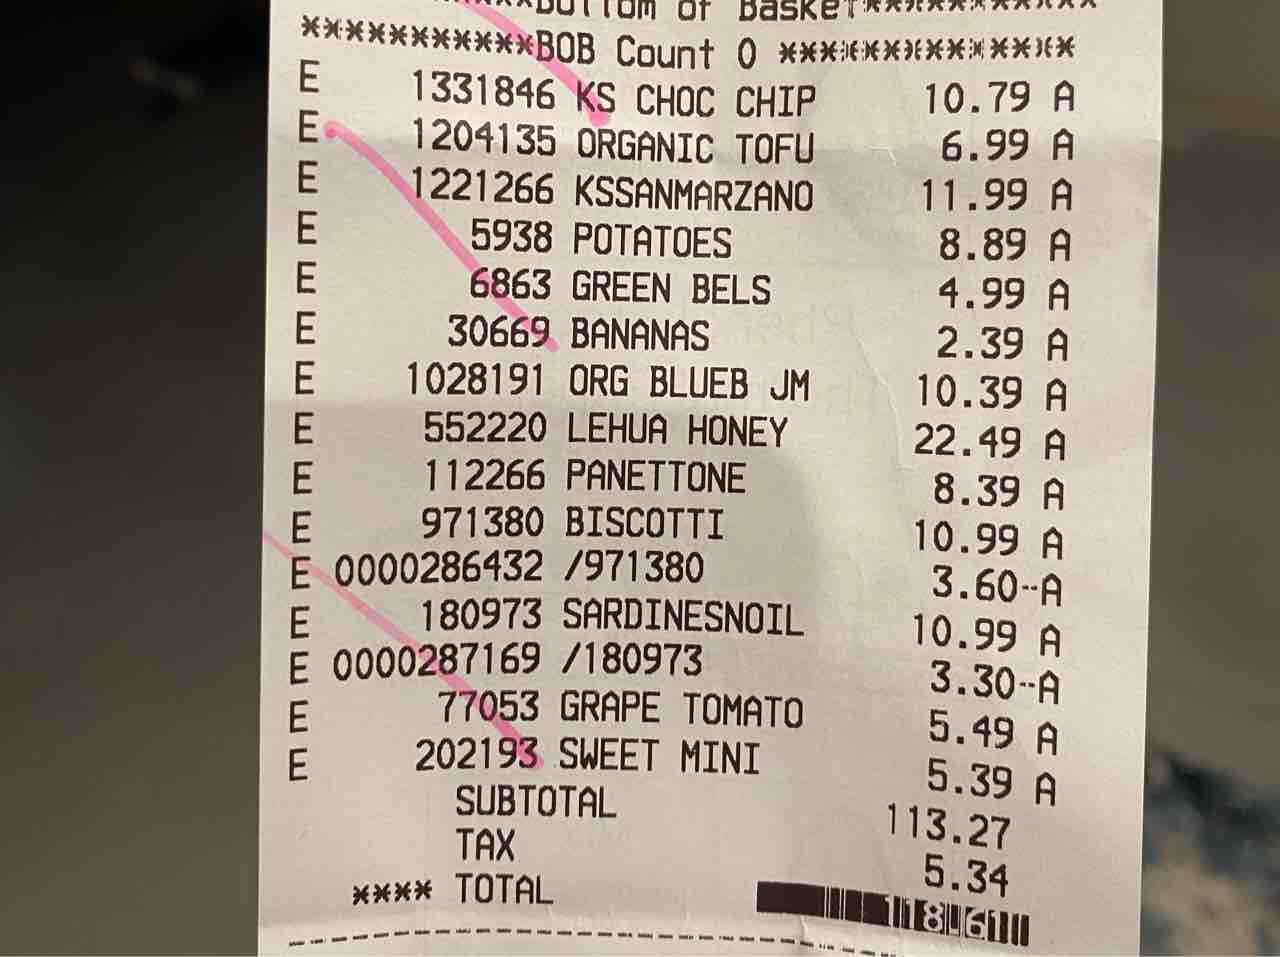 ******Bottom of Basket***********
***********BOB Count 0 **************
E 1331846 KS CHOC CHIP 10.79 A
E 1204135 ORGANIC TOFU 6.99 A
E 1221266 KSSANMARZANO 11.99 A
E 5938 POTATOES 8.89 A
E 6863 GREEN BELS 4.99 A
E 30669 BANANAS 2.39 A
E 1028191 ORG BLUEB JM 10.39 A
E 552220 LEHUA HONEY 22.49 A
E 112266 PANETTONE 8.39 A
E 971380 BISCOTTI 10.99 A
E 0000286432 /971380 3.60-A
E 180973 SARDINESNOIL 10.99 A
E 0000287169 /180973 3.30-A
E 77053 GRAPE TOMATO 5.49 A
E 202193 SWEET MINI 5.39 A
SUBTOTAL 113.27
TAX 5.34
**** TOTAL 118.61